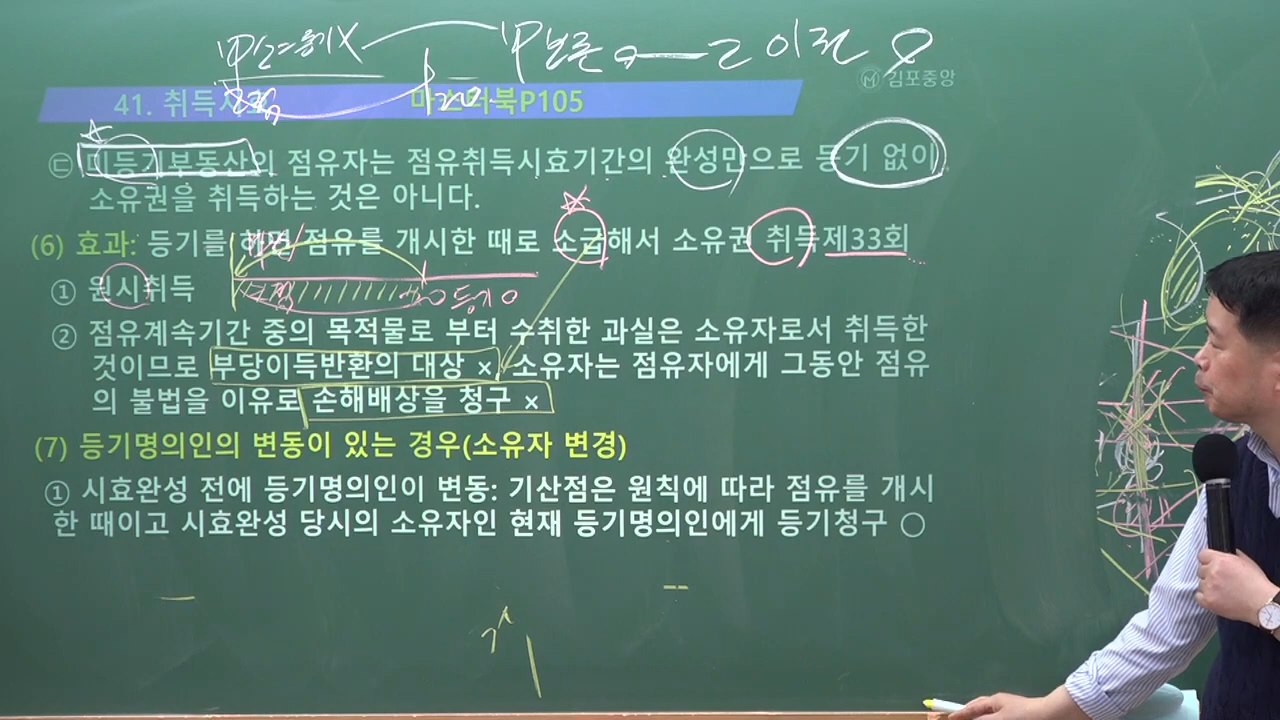 甲 보존 이전
김포중앙
41. 취득시효 마스터북P105
ⓒ 미등기부동산의 점유자는 점유취득시효기간의 완성만으로 등기 없이
소유권을 취득하는 것은 아니다.
(6) 효과: 등기를 하면 점유를 개시한 때로 소급해서 소유권 취득제33회
① 원시취득
등기
② 점유계속기간 중의 목적물로 부터 수취한 과실은 소유자로서 취득한
것이므로 부당이득반환의 대상 ×, 소유자는 점유자에게 그동안 점유
의 불법을 이유로 손해배상을 청구 ×
(7) 등기명의인의 변동이 있는 경우(소유자 변경)
① 시효완성 전에 등기명의인이 변동: 기산점은 원칙에 따라 점유를 개시
한 때이고 시효완성 당시의 소유자인 현재 등기명의인에게 등기청구 ○